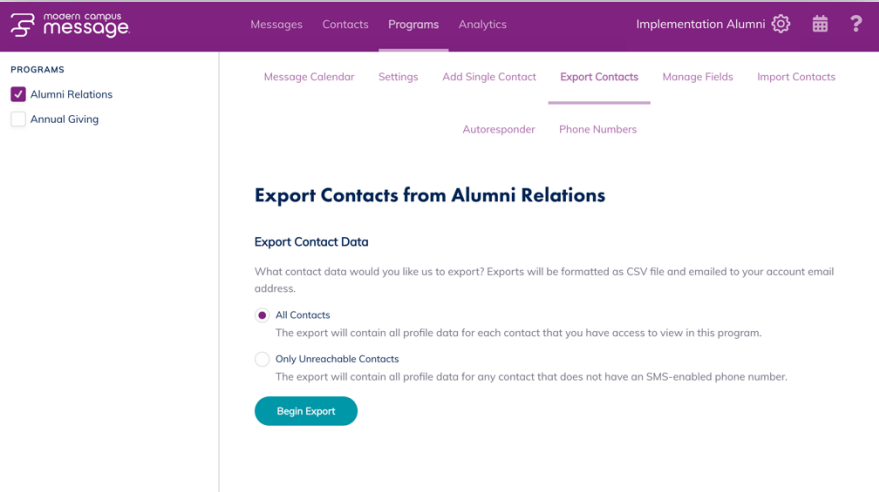 modern campus
message
Messages Contacts Programs Analytics Implementation Alumni ?
PROGRAMS
Alumni Relations
Annual Giving
Message Calendar Settings Add Single Contact Export Contacts Manage Fields Import Contacts
Autoresponder Phone Numbers
Export Contacts from Alumni Relations
Export Contact Data
What contact data would you like us to export? Exports will be formatted as CSV file and emailed to your account email
address.
All Contacts
The export will contain all profile data for each contact that you have access to view in this program.
Only Unreachable Contacts
The export will contain all profile data for any contact that does not have an SMS-enabled phone number.
Begin Export